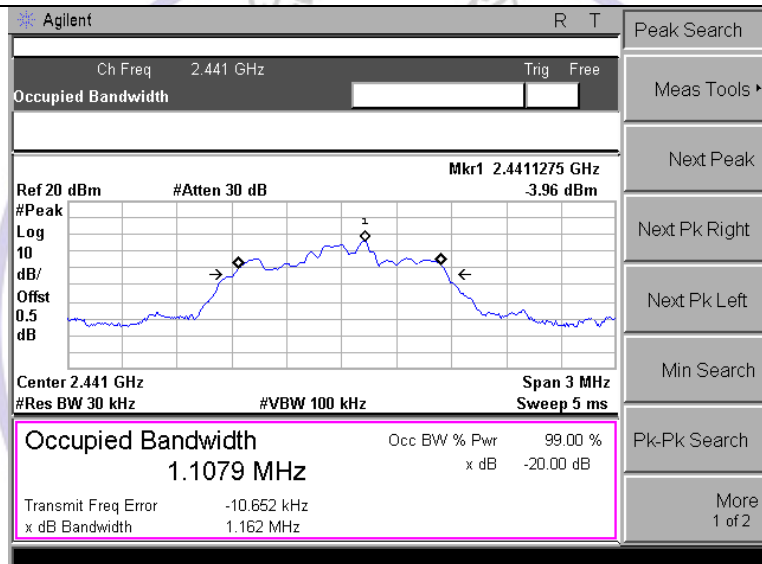 Agilent R T
Ch Freq 2.441 GHz Trig Free
Occupied Bandwidth
Mkr1 2.4411275 GHz
Ref 20 dBm #Atten 30 dB -3.96 dBm
#Peak
Log
10
dB/
Offst
0.5
dB
1
Center 2.441 GHz Span 3 MHz
#Res BW 30 kHz #VBW 100 kHz Sweep 5 ms
Occupied Bandwidth
1.1079 MHz
Occ BW % Pwr 99.00 %
x dB -20.00 dB
Transmit Freq Error -10.652 kHz
x dB Bandwidth 1.162 MHz
Peak Search
Meas Tools
Next Peak
Next Pk Right
Next Pk Left
Min Search
Pk-Pk Search
More
1 of 2